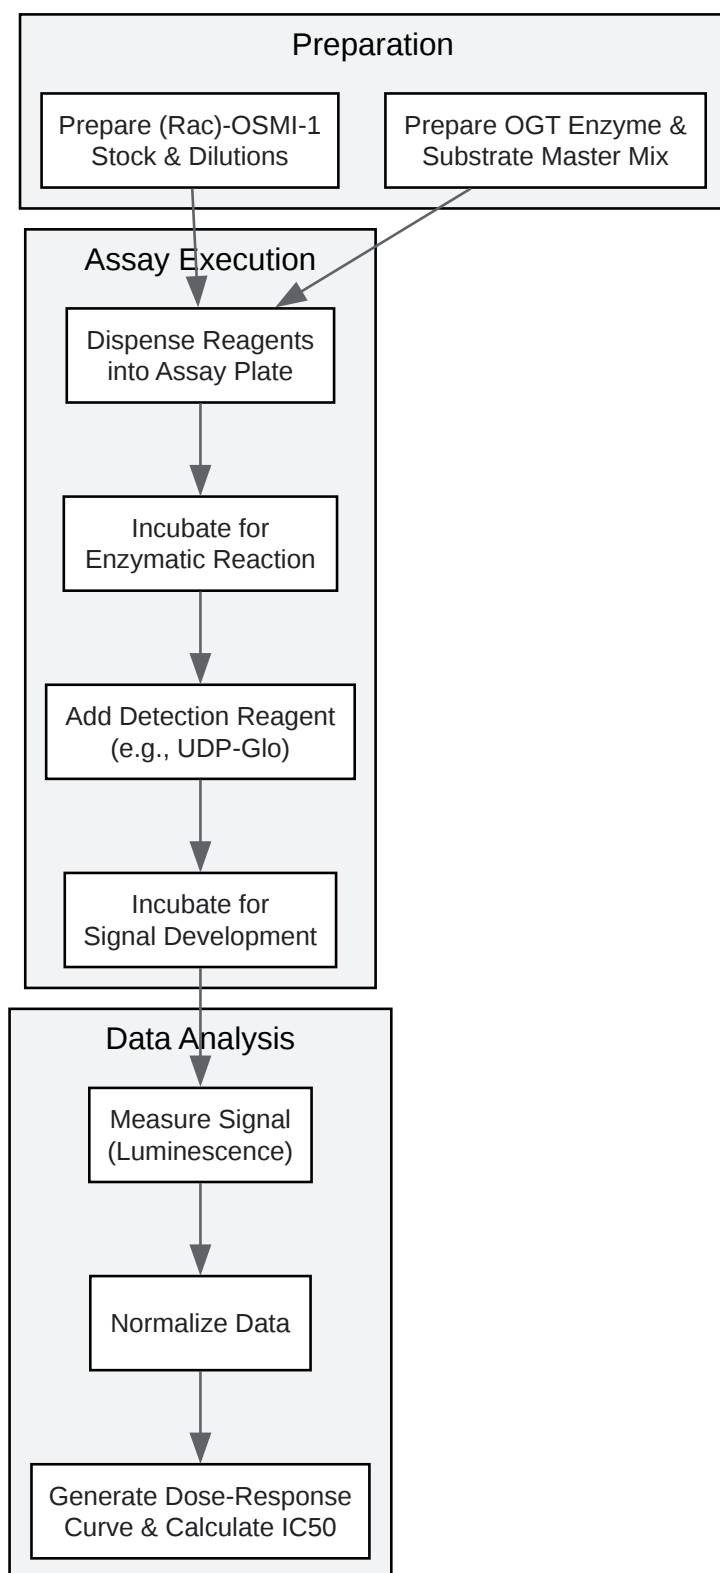 Preparation
Prepare (Rac)-OSMI-1
Stock & Dilutions
Prepare OGT Enzyme &
Substrate Master Mix
Assay Execution
Dispense Reagents
into Assay Plate
Incubate for
Enzymatic Reaction
Add Detection Reagent
(e.g., UDP-Glo)
Incubate for
Signal Development
Data Analysis
Measure Signal
(Luminescence)
Normalize Data
Generate Dose-Response
Curve & Calculate IC50